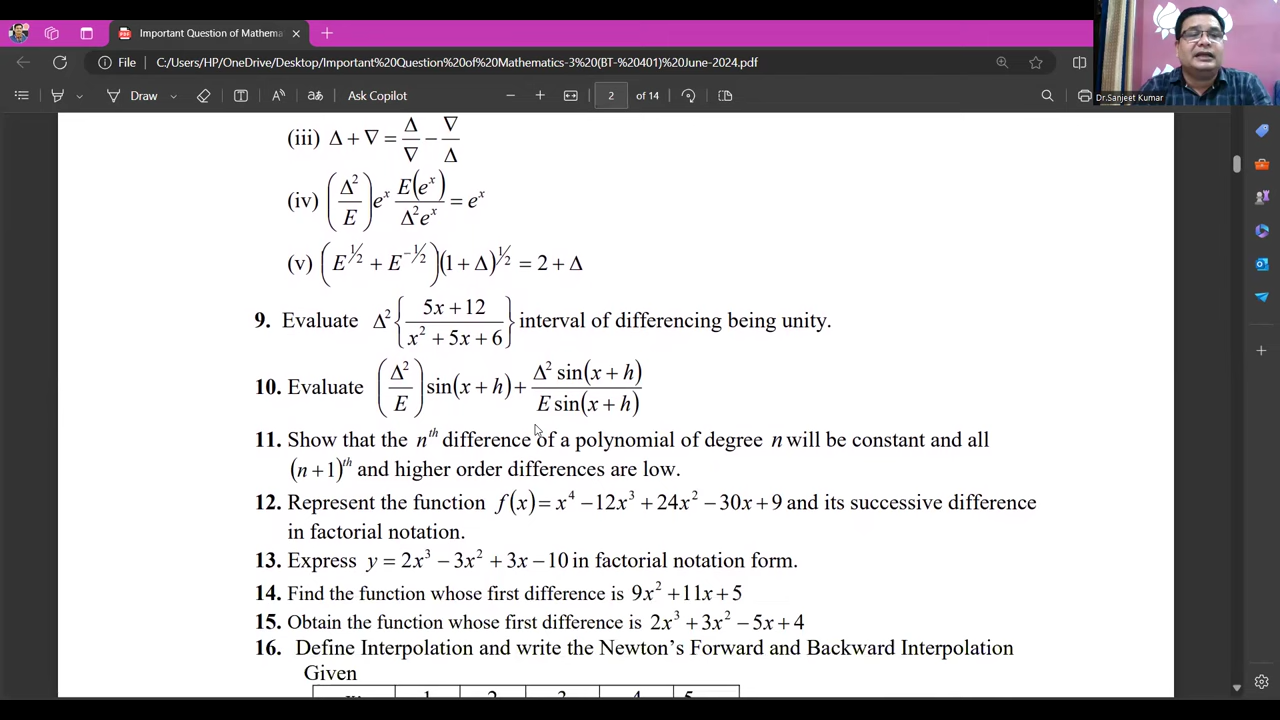 Important Question of Mathema
File C:/Users/HP/OneDrive/Desktop/Important%20Question%20of%20Mathematics-3%20(BT-%20401)%20June-2024.pdf
Draw Ask Copilot 2 of 14
Dr.Sanjeet Kumar
(iii) Δ + ∇ = Δ/∇ − ∇/Δ
(iv) (Δ²/E) eˣ E(eˣ)/Δ²eˣ = eˣ
(v) (E^½ + E^−½)(1 + Δ)^½ = 2 + Δ
9. Evaluate Δ² {(5x + 12)/(x² + 5x + 6)} interval of differencing being unity.
10. Evaluate (Δ²/E) sin(x + h) + Δ² sin(x + h)/E sin(x + h)
11. Show that the nᵗʰ difference of a polynomial of degree n will be constant and all
(n + 1)ᵗʰ and higher order differences are low.
12. Represent the function f(x) = x⁴ − 12x³ + 24x² − 30x + 9 and its successive difference
in factorial notation.
13. Express y = 2x³ − 3x² + 3x − 10 in factorial notation form.
14. Find the function whose first difference is 9x² + 11x + 5
15. Obtain the function whose first difference is 2x³ + 3x² − 5x + 4
16. Define Interpolation and write the Newton's Forward and Backward Interpolation
Given
1 2 3 4 5